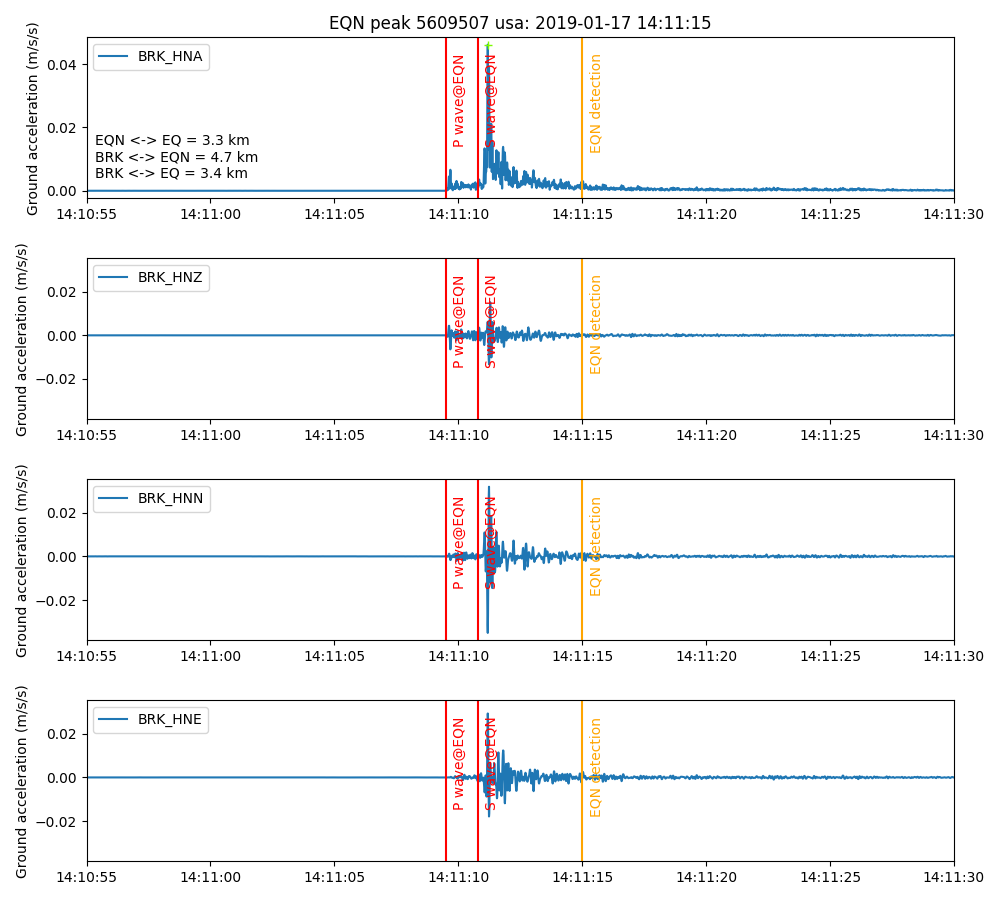 EQN peak 5609507 usa: 2019-01-17 14:11:15
Ground acceleration (m/s/s)
BRK_HNA
P wave@EQN
S wave@EQN
EQN detection
0.04
0.02
0.00
EQN <-> EQ = 3.3 km
BRK <-> EQN = 4.7 km
BRK <-> EQ = 3.4 km
14:10:55 14:11:00 14:11:05 14:11:10 14:11:15 14:11:20 14:11:25 14:11:30
Ground acceleration (m/s/s)
BRK_HNZ
P wave@EQN
S wave@EQN
EQN detection
0.02
0.00
−0.02
14:10:55 14:11:00 14:11:05 14:11:10 14:11:15 14:11:20 14:11:25 14:11:30
Ground acceleration (m/s/s)
BRK_HNN
P wave@EQN
S wave@EQN
EQN detection
0.02
0.00
−0.02
14:10:55 14:11:00 14:11:05 14:11:10 14:11:15 14:11:20 14:11:25 14:11:30
Ground acceleration (m/s/s)
BRK_HNE
P wave@EQN
S wave@EQN
EQN detection
0.02
0.00
−0.02
14:10:55 14:11:00 14:11:05 14:11:10 14:11:15 14:11:20 14:11:25 14:11:30